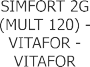 SIMFORT 2G
(MULT 120) -
VITAFOR -
VITAFOR